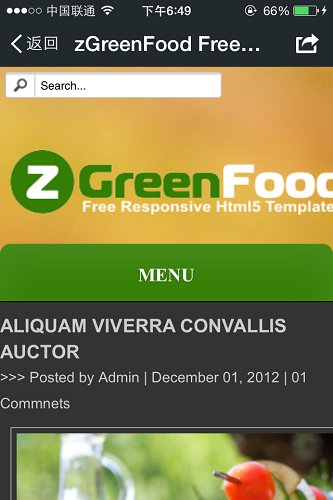 中国联通 下午6:49 66%
返回 zGreenFood Free...
Search...
Z GreenFood
Free Responsive Html5 Template
MENU
ALIQUAM VIVERRA CONVALLIS
AUCTOR
>>> Posted by Admin | December 01, 2012 | 01
Commnets